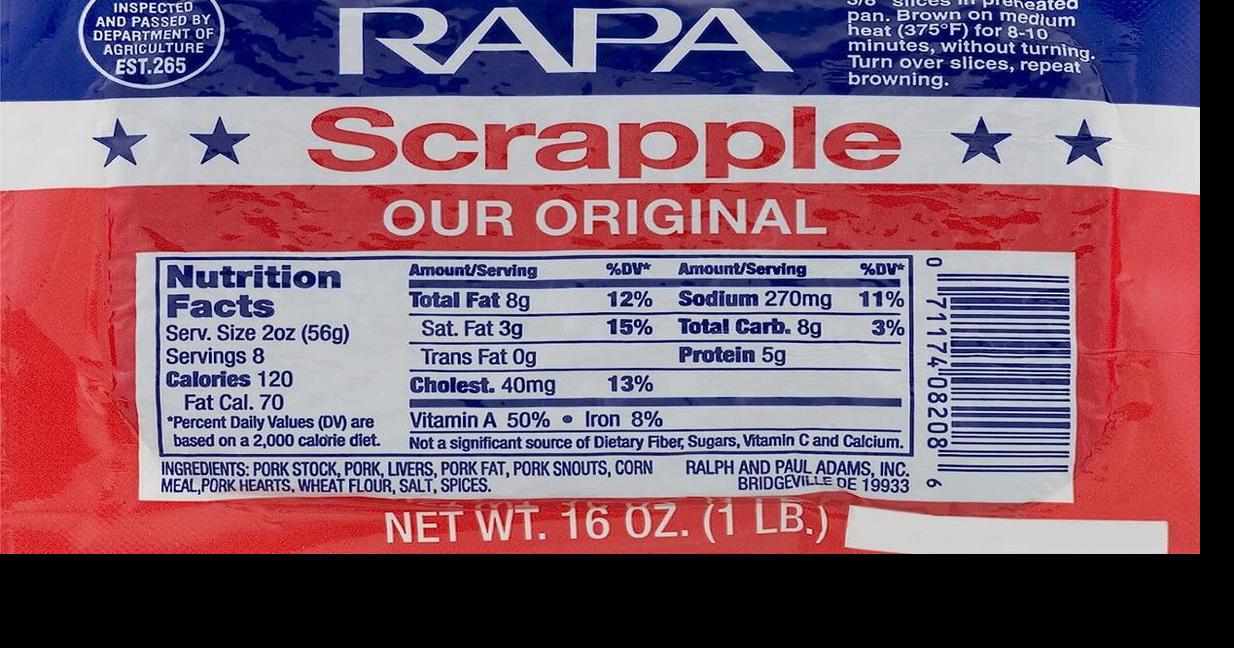 INSPECTED
AND PASSED BY
DEPARTMENT OF
AGRICULTURE
EST.265
RAPA
3/8" slices in preheated
pan. Brown on medium
heat (375°F) for 8-10
minutes, without turning.
Turn over slices, repeat
browning.
Scrapple
OUR ORIGINAL
Nutrition
Facts
Serv. Size 2oz (56g)
Servings 8
Calories 120
Fat Cal. 70
*Percent Daily Values (DV) are
based on a 2,000 calorie diet.
Amount/Serving %DV* Amount/Serving %DV*
Total Fat 8g 12% Sodium 270mg 11%
Sat. Fat 3g 15% Total Carb. 8g 3%
Trans Fat 0g Protein 5g
Cholest. 40mg 13%
Vitamin A 50% • Iron 8%
Not a significant source of Dietary Fiber, Sugars, Vitamin C and Calcium.
INGREDIENTS: PORK STOCK, PORK, LIVERS, PORK FAT, PORK SNOUTS, CORN
MEAL,PORK HEARTS, WHEAT FLOUR, SALT, SPICES.
RALPH AND PAUL ADAMS, INC.
BRIDGEVILLE DE 19933
0 71174 08208 6
NET WT. 16 OZ. (1 LB.)